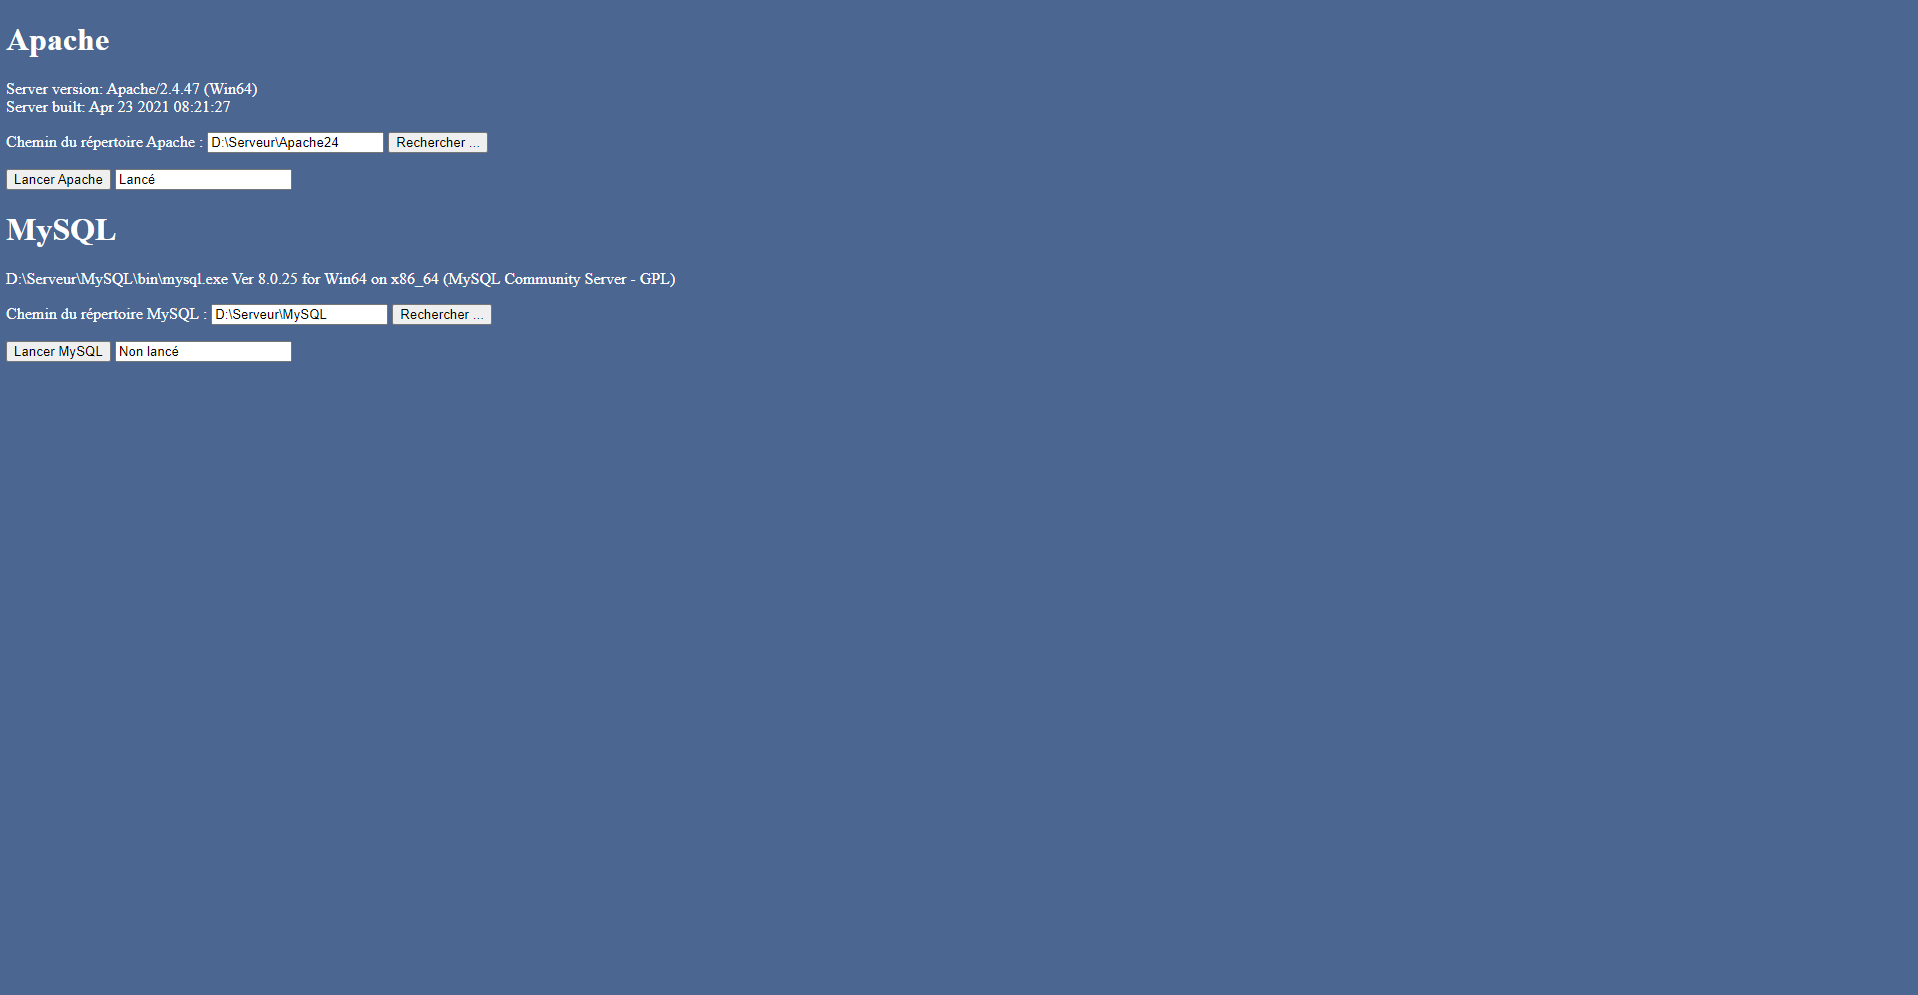 Apache
Server version: Apache/2.4.47 (Win64)
Server built: Apr 23 2021 08:21:27
Chemin du répertoire Apache : D:\Serveur\Apache24 Rechercher ...
Lancer Apache Lancé
MySQL
D:\Serveur\MySQL\bin\mysql.exe Ver 8.0.25 for Win64 on x86_64 (MySQL Community Server - GPL)
Chemin du répertoire MySQL : D:\Serveur\MySQL Rechercher ...
Lancer MySQL Non lancé